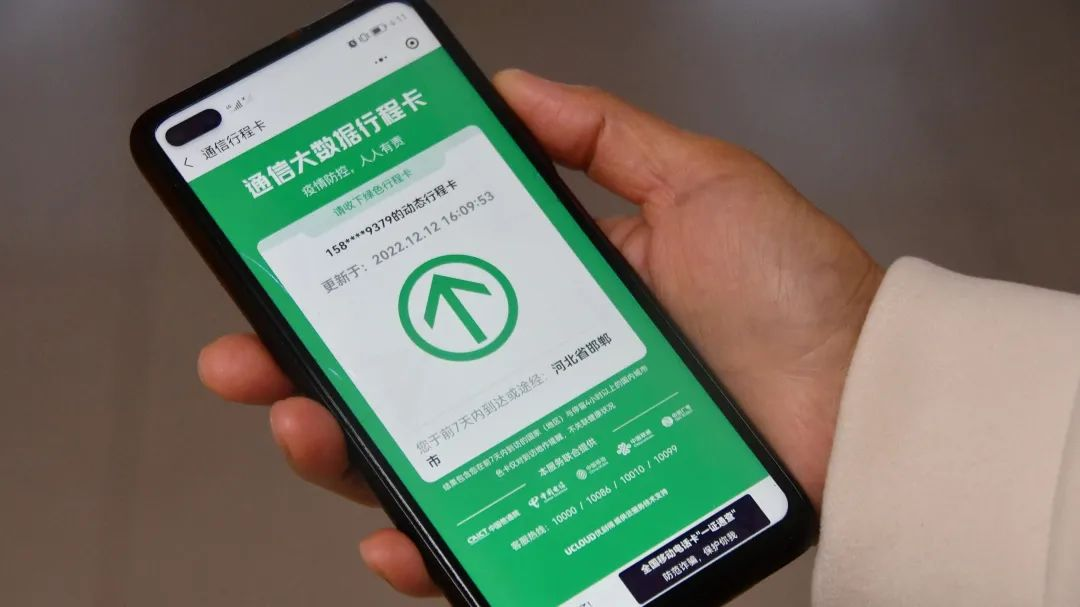 4:11
通信行程卡
通信大数据行程卡
疫情防控，人人有责
请收下绿色行程卡
158****9379的动态行程卡
更新于：2022.12.12 16:09:53
您于前7天内到达或途经：河北省邯郸
市
结果包含您在前7天内到访的国家（地区）与停留4小时以上的国内城市
色卡仅对到访地作提醒，不关联健康状况
本服务联合提供
CAICT 中国信通院 中国电信 中国移动 中国联通 中国广电
客服热线：10000 / 10086 / 10010 / 10099
UCLOUD优刻得 提供云服务技术支持
全国移动电话卡"一证通查"
防范诈骗，保护你我